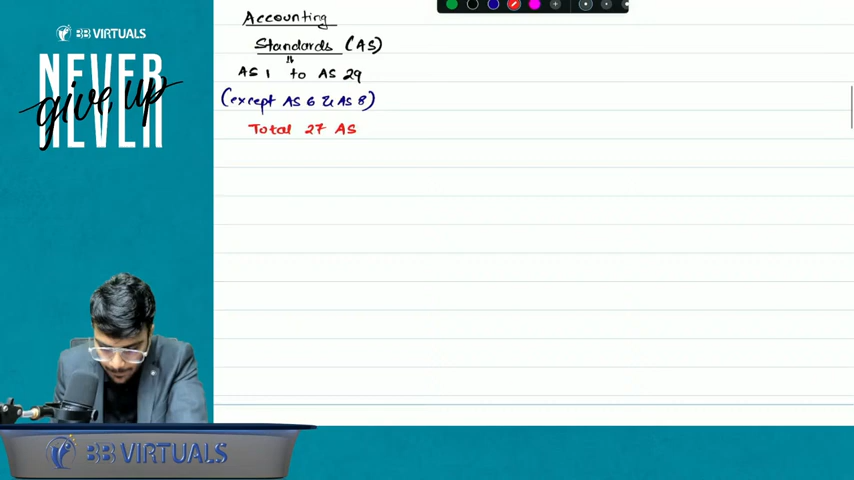 BB VIRTUALS
NEVER
give up
NEVER
Accounting
Standards (AS)
AS 1 to AS 29
(except AS 6 & AS 8)
Total 27 AS
BB VIRTUALS